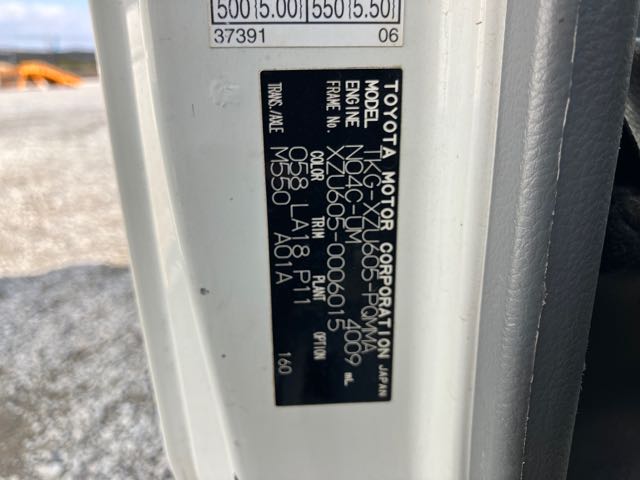 500{5.00} 550{5.50}
37391 06
TOYOTA MOTOR CORPORATION JAPAN
MODEL TKG-XZU605-PQMMA
ENGINE N04C-UM 4009 mL
FRAME No. XZU605-0006015
COLOR TRIM PLANT OPTION
058 LA18 P11
TRANS./AXLE M550 A01A
160